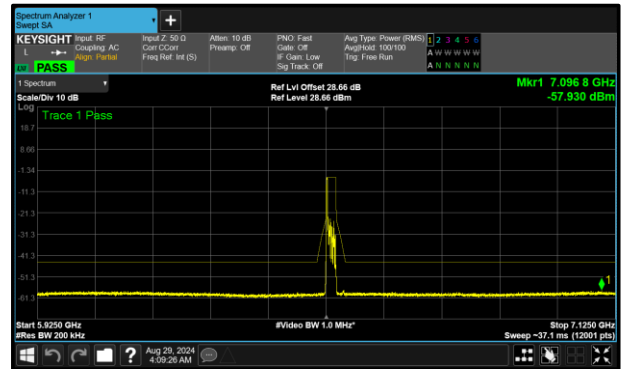 Spectrum Analyzer 1
Swept SA
+
KEYSIGHT
L
LW
PASS
Input: RF
Coupling: AC
Align: Partial
Input Z: 50 Ω
Corr CCorr
Freq Ref: Int (S)
Atten: 10 dB
Preamp: Off
PNO: Fast
Gate: Off
IF Gain: Low
Sig Track: Off
Avg Type: Power (RMS)
Avg|Hold: 100/100
Trig: Free Run
1 2 3 4 5 6
A W W W W W
A N N N N N
1 Spectrum
Scale/Div 10 dB
Ref Lvl Offset 28.66 dB
Ref Level 28.66 dBm
Mkr1 7.096 8 GHz
-57.930 dBm
Log
Trace 1 Pass
18.7
8.66
-1.34
-11.3
-21.3
-31.3
-41.3
-51.3
-61.3
1
Start 5.9250 GHz
#Res BW 200 kHz
#Video BW 1.0 MHz*
Stop 7.1250 GHz
Sweep ~37.1 ms (12001 pts)
?
Aug 29, 2024
4:09:26 AM